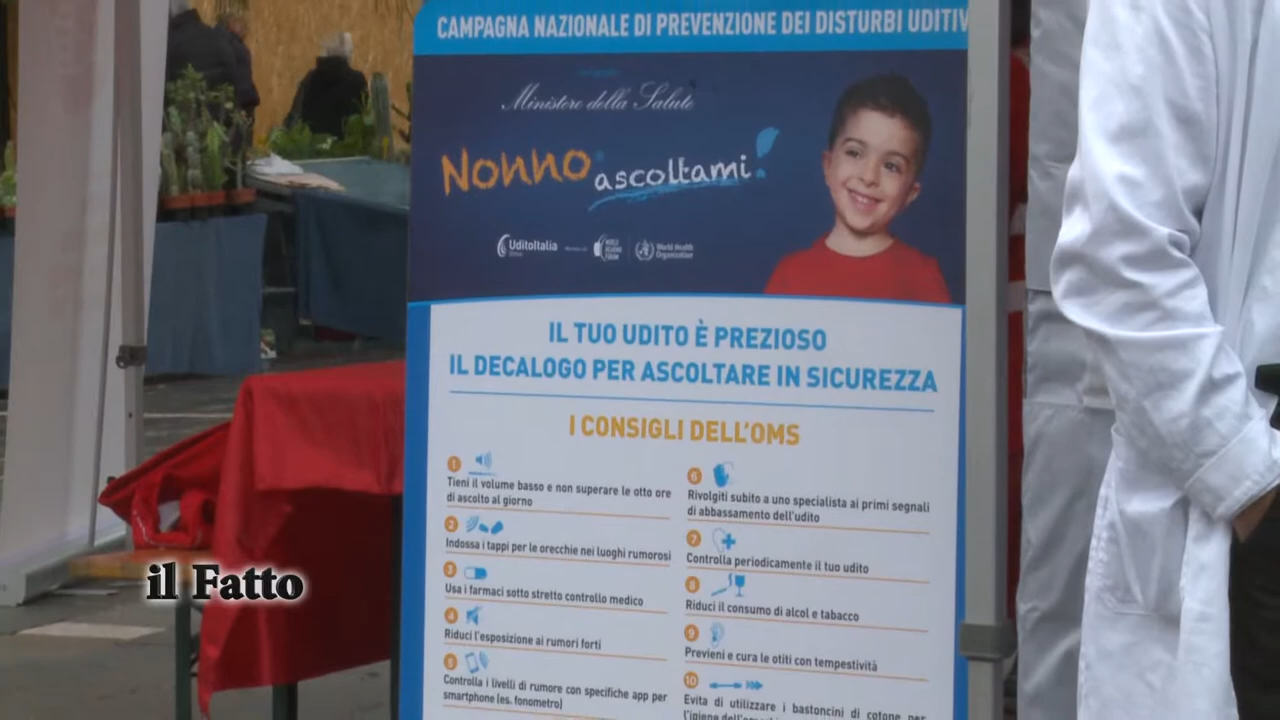 CAMPAGNA NAZIONALE DI PREVENZIONE DEI DISTURBI UDITIV
Ministero della Salute
Nonno ascoltami!
UditoItalia
WORLD HEARING FORUM
World Health Organization
IL TUO UDITO È PREZIOSO
IL DECALOGO PER ASCOLTARE IN SICUREZZA
I CONSIGLI DELL'OMS
1
Tieni il volume basso e non superare le otto ore
di ascolto al giorno
2
Indossa i tappi per le orecchie nei luoghi rumorosi
3
Usa i farmaci sotto stretto controllo medico
4
Riduci l'esposizione ai rumori forti
5
Controlla i livelli di rumore con specifiche app per
smartphone (es. fonometro)
6
Rivolgiti subito a uno specialista ai primi segnali
di abbassamento dell'udito
7
Controlla periodicamente il tuo udito
8
Riduci il consumo di alcol e tabacco
9
Previeni e cura le otiti con tempestività
10
Evita di utilizzare i bastoncini di cotone per
il Fatto